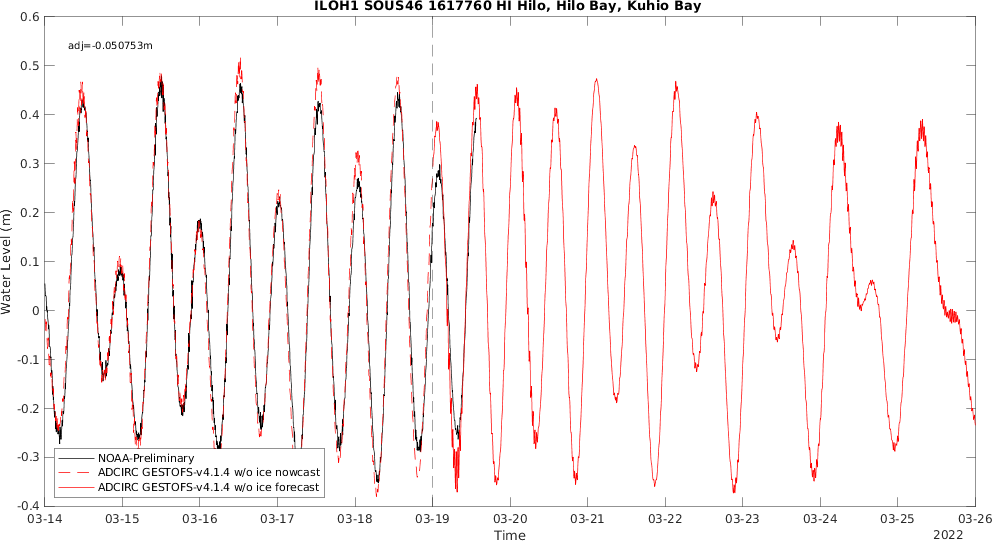 ILOH1 SOUS46 1617760 HI Hilo, Hilo Bay, Kuhio Bay
adj=-0.050753m
0.6
0.5
0.4
0.3
0.2
0.1
0
-0.1
-0.2
-0.3
-0.4
Water Level (m)
NOAA-Preliminary
ADCIRC GESTOFS-v4.1.4 w/o ice nowcast
ADCIRC GESTOFS-v4.1.4 w/o ice forecast
03-14 03-15 03-16 03-17 03-18 03-19 03-20 03-21 03-22 03-23 03-24 03-25 03-26
Time
2022